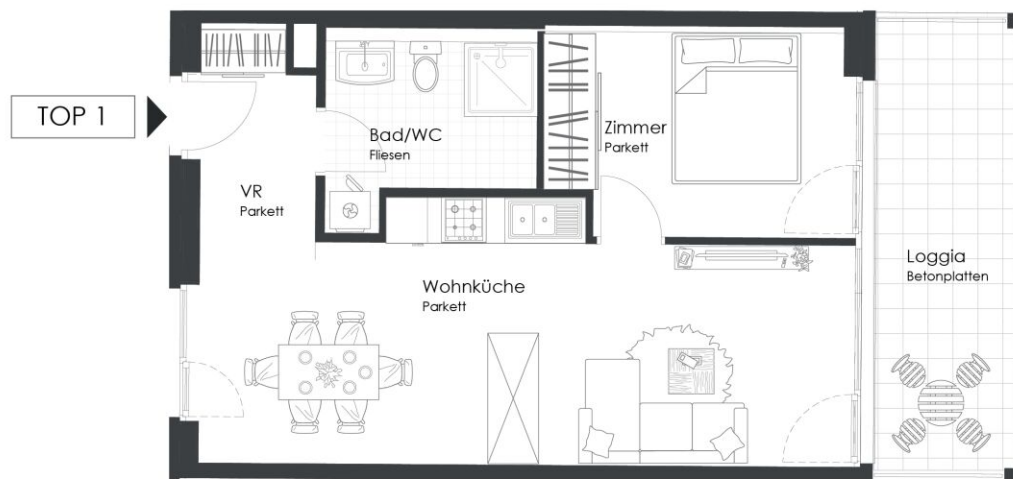 TOP 1
Bad/WC
Fliesen
Zimmer
Parkett
VR
Parkett
Wohnküche
Parkett
Loggia
Betonplatten